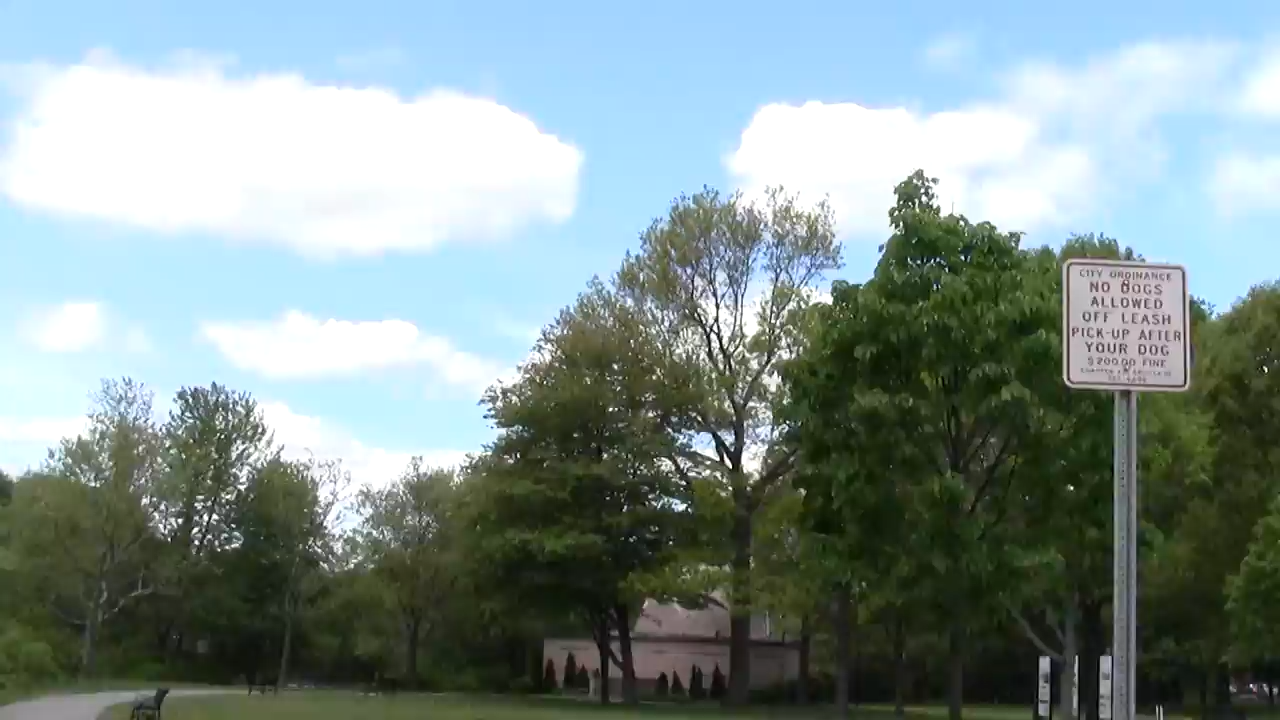 CITY ORDINANCE
NO DOGS
ALLOWED
OFF LEASH
PICK-UP AFTER
YOUR DOG
$200.00 FINE